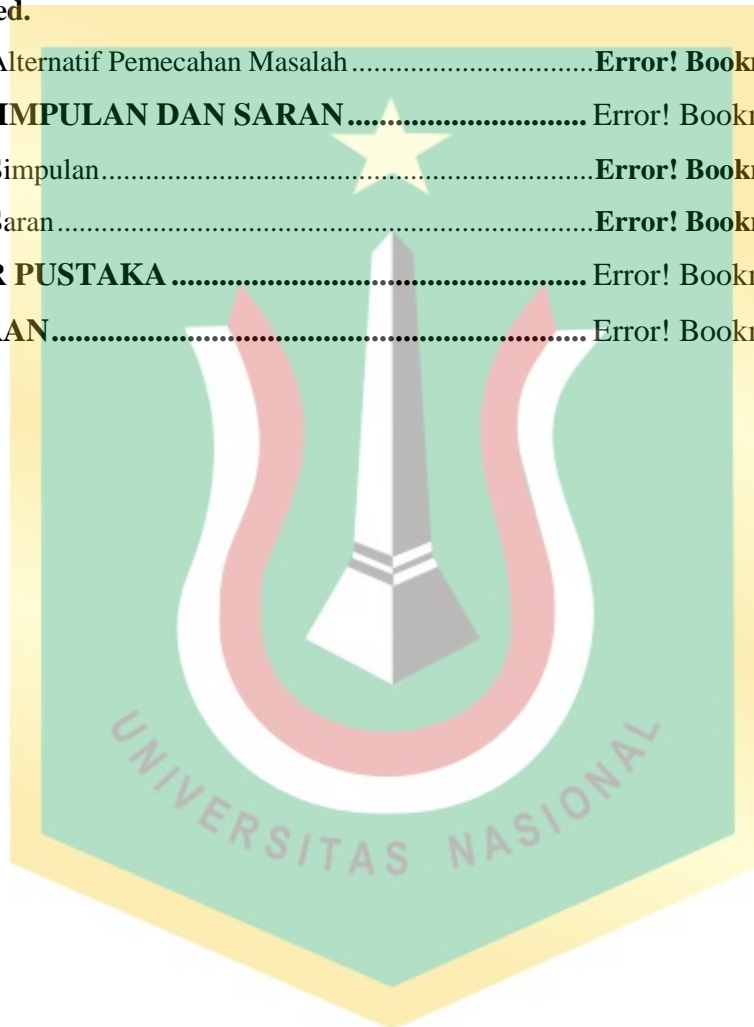 ed.
Alternatif Pemecahan Masalah..............................Error! Bookr
IMPULAN DAN SARAN.............................. Error! Bookr
Simpulan..............................................................Error! Bookr
Saran....................................................................Error! Bookr
R PUSTAKA.................................................... Error! Bookr
RAN................................................................... Error! Bookr
UNIVERSITAS NASIONAL